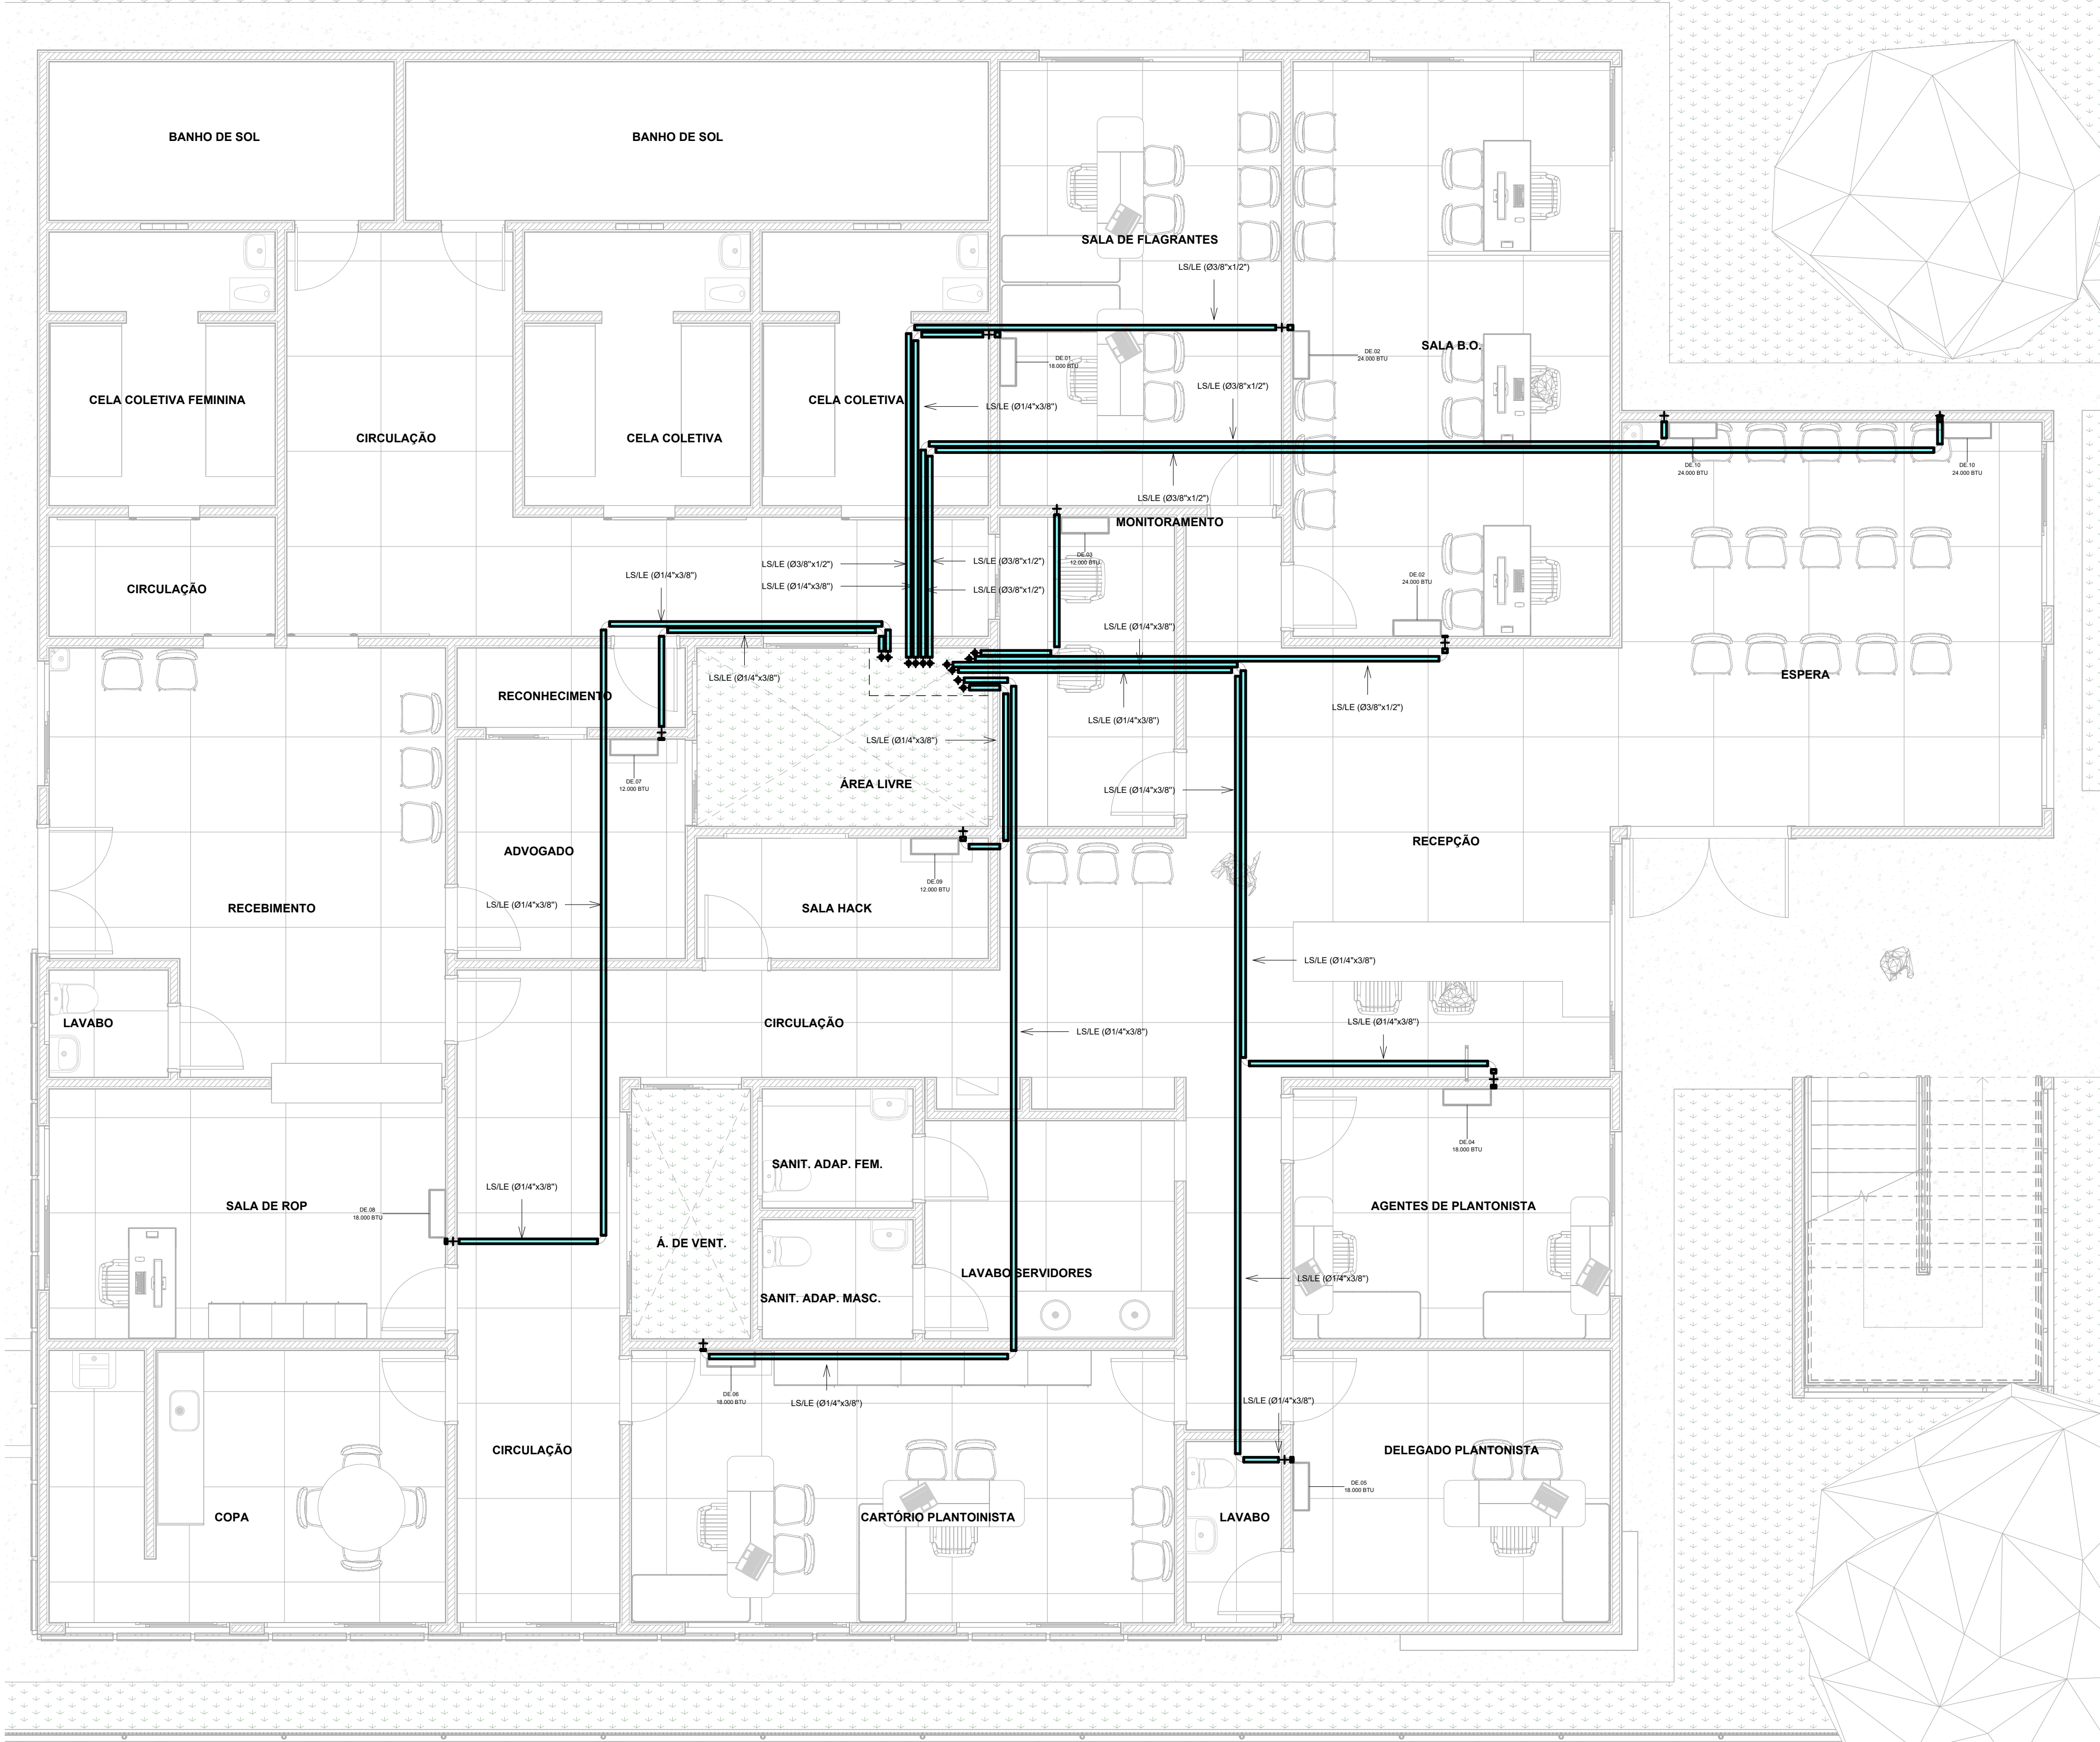 BANHO DE SOL
BANHO DE SOL
SALA DE FLAGRANTES
LS/LE (Ø3/8"x1/2")
SALA B.O.
DE.01
18.000 BTU
DE.02
24.000 BTU
LS/LE (Ø3/8"x1/2")
CELA COLETIVA FEMININA
CELA COLETIVA
LS/LE (Ø1/4"x3/8")
CIRCULAÇÃO
CELA COLETIVA
DE.10
24.000 BTU
DE.10
24.000 BTU
LS/LE (Ø3/8"x1/2")
MONITORAMENTO
DE.03
12.000 BTU
LS/LE (Ø3/8"x1/2")
LS/LE (Ø3/8"x1/2")
LS/LE (Ø1/4"x3/8")
LS/LE (Ø1/4"x3/8")
LS/LE (Ø3/8"x1/2")
DE.02
24.000 BTU
CIRCULAÇÃO
LS/LE (Ø1/4"x3/8")
LS/LE (Ø1/4"x3/8")
ESPERA
RECONHECIMENTO
LS/LE (Ø3/8"x1/2")
LS/LE (Ø1/4"x3/8")
LS/LE (Ø1/4"x3/8")
DE.07
12.000 BTU
ÁREA LIVRE
LS/LE (Ø1/4"x3/8")
RECEPÇÃO
ADVOGADO
DE.09
12.000 BTU
LS/LE (Ø1/4"x3/8")
RECEBIMENTO
SALA HACK
LS/LE (Ø1/4"x3/8")
LAVABO
CIRCULAÇÃO
LS/LE (Ø1/4"x3/8")
LS/LE (Ø1/4"x3/8")
DE.04
18.000 BTU
SANIT. ADAP. FEM.
LS/LE (Ø1/4"x3/8")
SALA DE ROP
DE.08
18.000 BTU
AGENTES DE PLANTONISTA
Á. DE VENT.
LAVABO SERVIDORES
LS/LE (Ø1/4"x3/8")
SANIT. ADAP. MASC.
DE.06
18.000 BTU
LS/LE (Ø1/4"x3/8")
LS/LE (Ø1/4"x3/8")
CIRCULAÇÃO
DELEGADO PLANTONISTA
DE.05
18.000 BTU
COPA
CARTÓRIO PLANTOINISTA
LAVABO